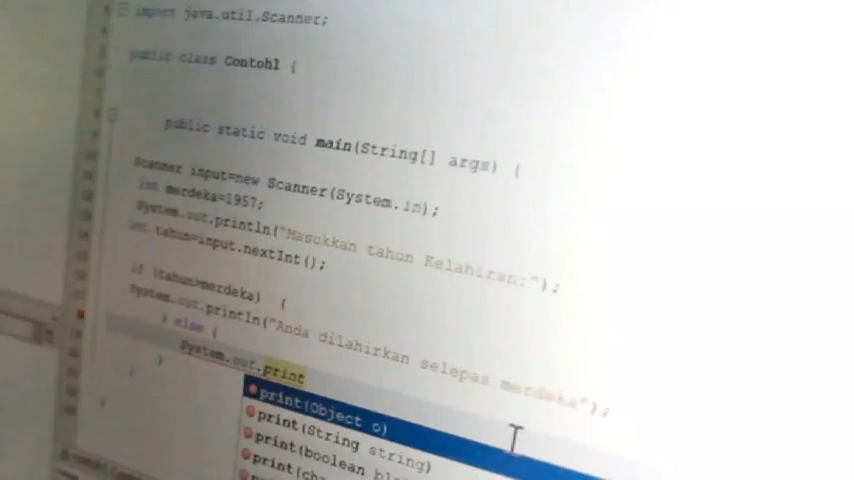 import java.util.Scanner;
public class Contohl {
public static void main(String[] args) {
Scanner input=new Scanner(System.in);
int merdeka=1957;
System.out.println("Masukkan tahun Kelahiran:");
int tahun=input.nextInt();
if (tahun>merdeka) {
System.out.println("Anda dilahirkan selepas merdeka");
} else {
System.out.print
}
}
}
print(Object o)
print(String string)
print(boolean